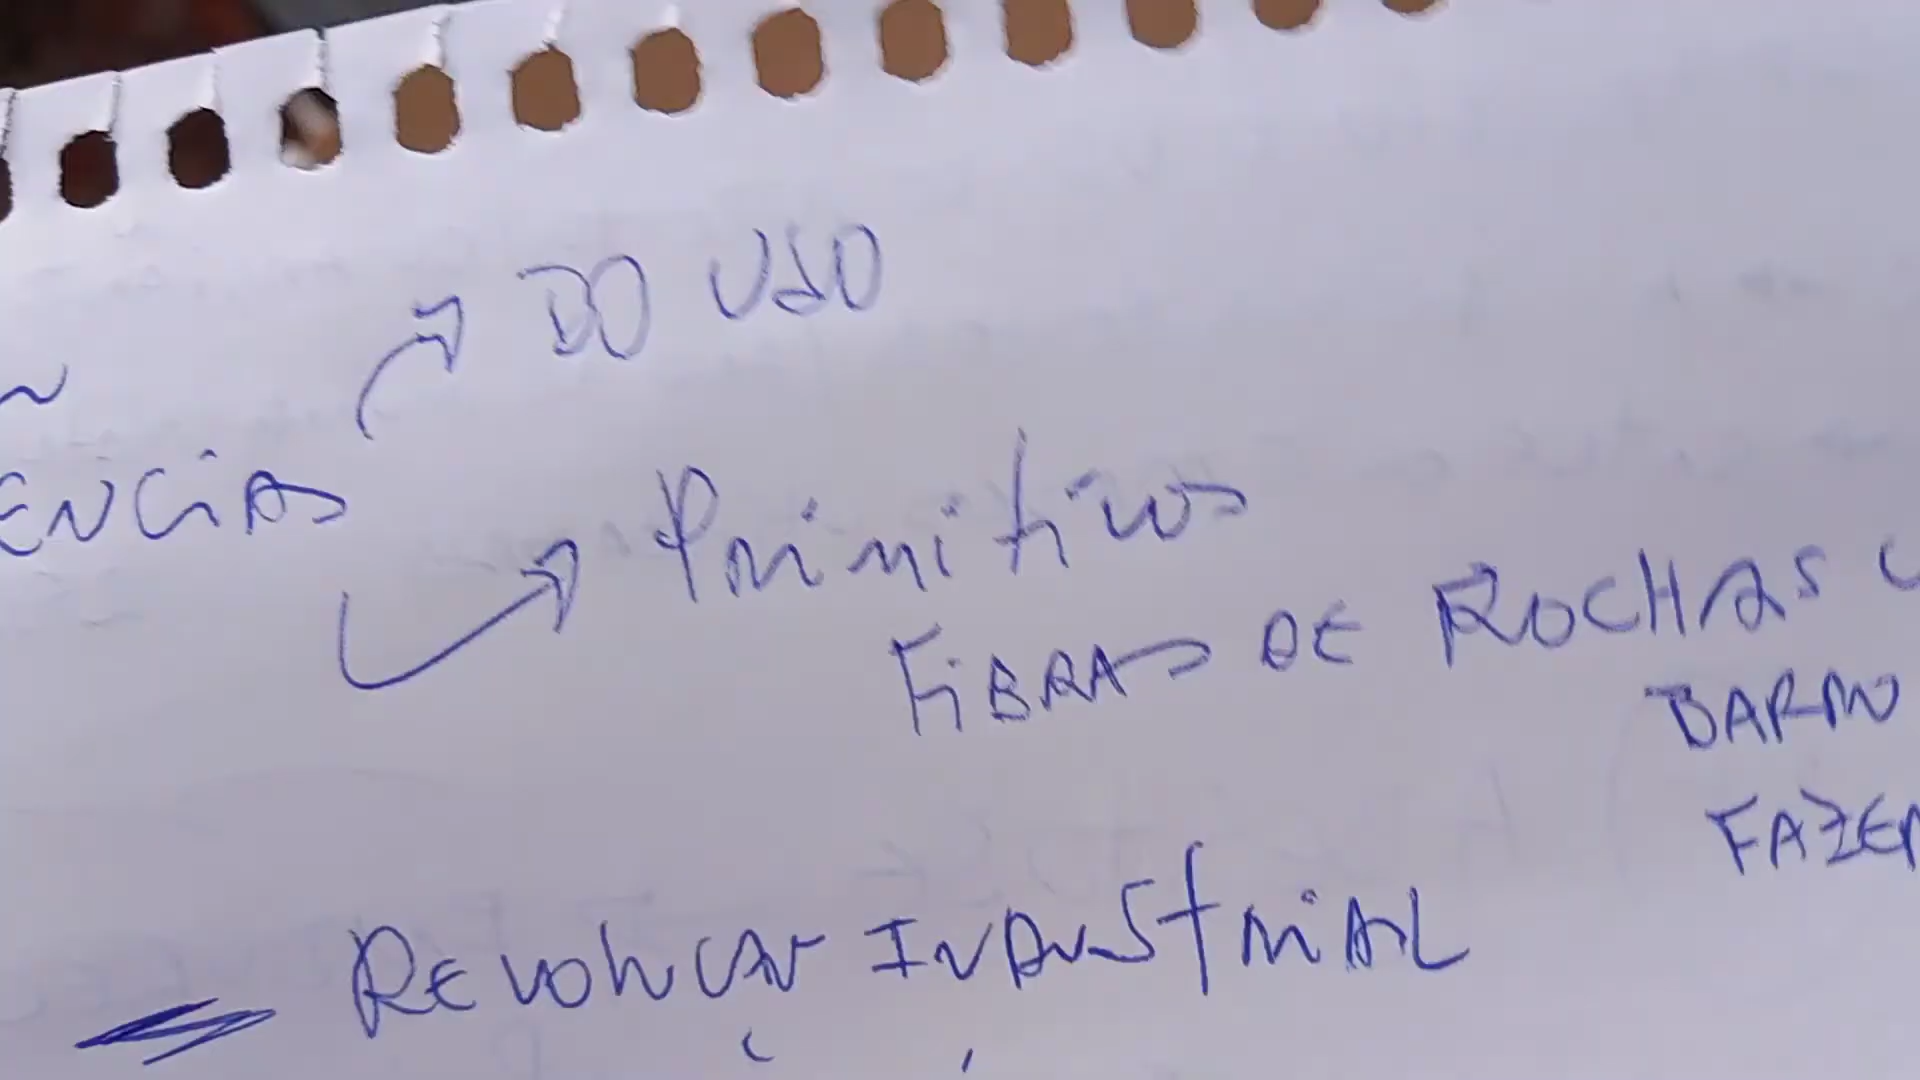 DO USO
ENCIAS
Primitivos
FIBRAS DE ROCHAS C
BARRO
FAZER
REVOLUÇÃO INDUSTRIAL